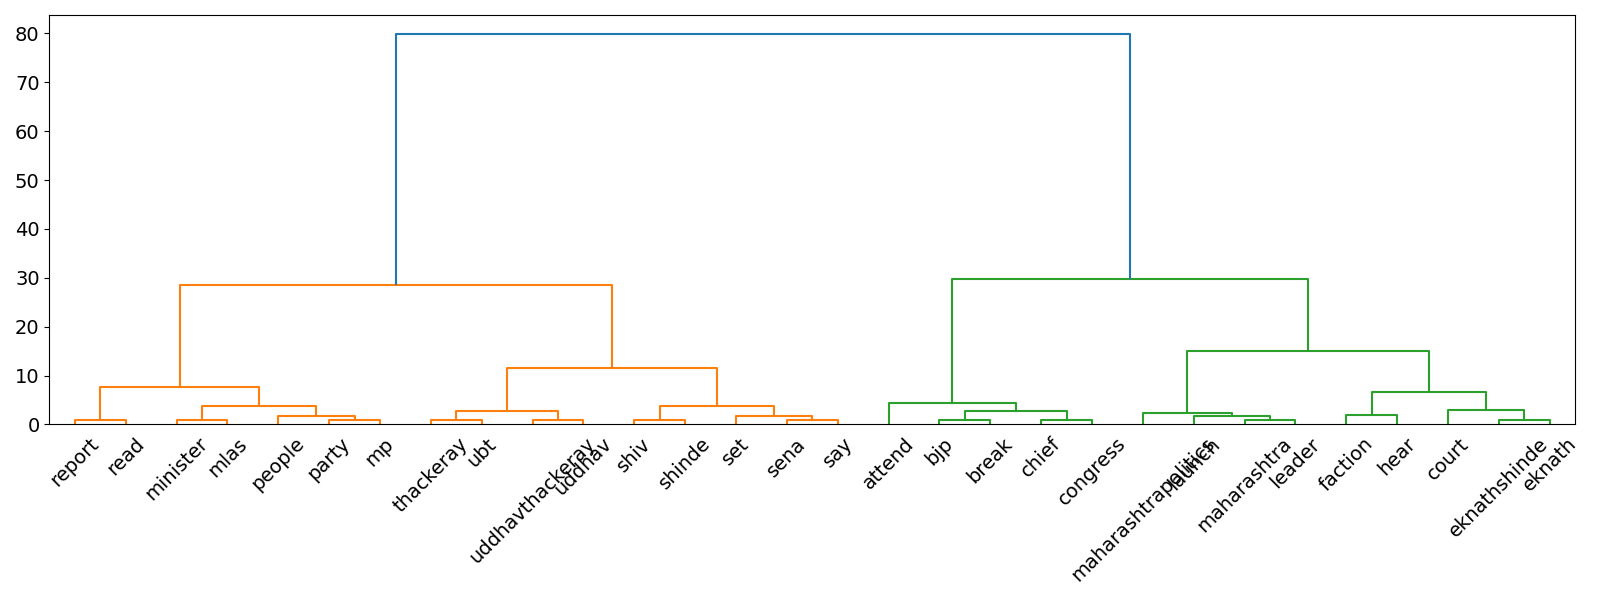 80
70
60
50
40
30
20
10
0
report
read
minister
mlas
people
party
mp
thackeray
ubt
uddhavthackeray
uddhav
shiv
shinde
set
sena
say
attend
bjp
break
chief
congress
maharashtrapolitics
launch
maharashtra
leader
faction
hear
court
eknathshinde
eknath